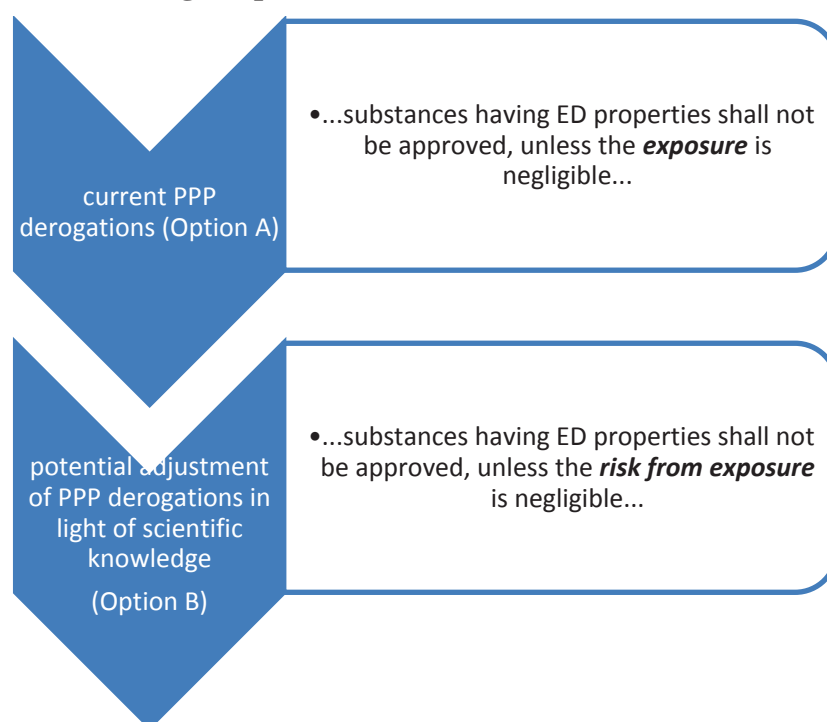 current PPP
derogations (Option A)
•...substances having ED properties shall not
be approved, unless the exposure is
negligible...
potential adjustment
of PPP derogations in
light of scientific
knowledge
(Option B)
•...substances having ED properties shall not
be approved, unless the risk from exposure
is negligible...